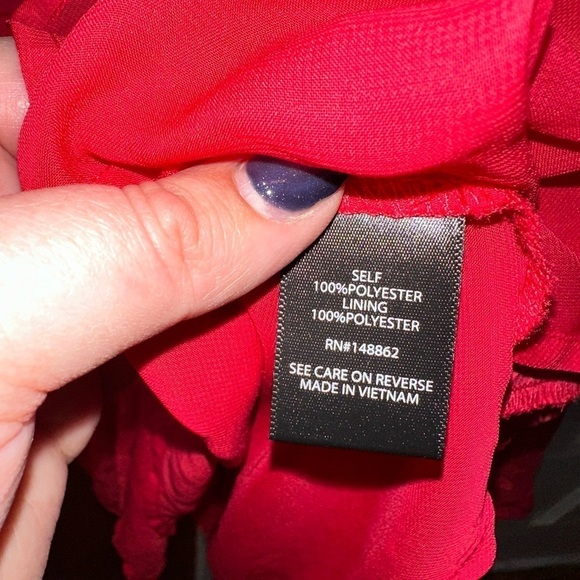 SELF
100%POLYESTER
LINING
100%POLYESTER
RN#148862
SEE CARE ON REVERSE
MADE IN VIETNAM